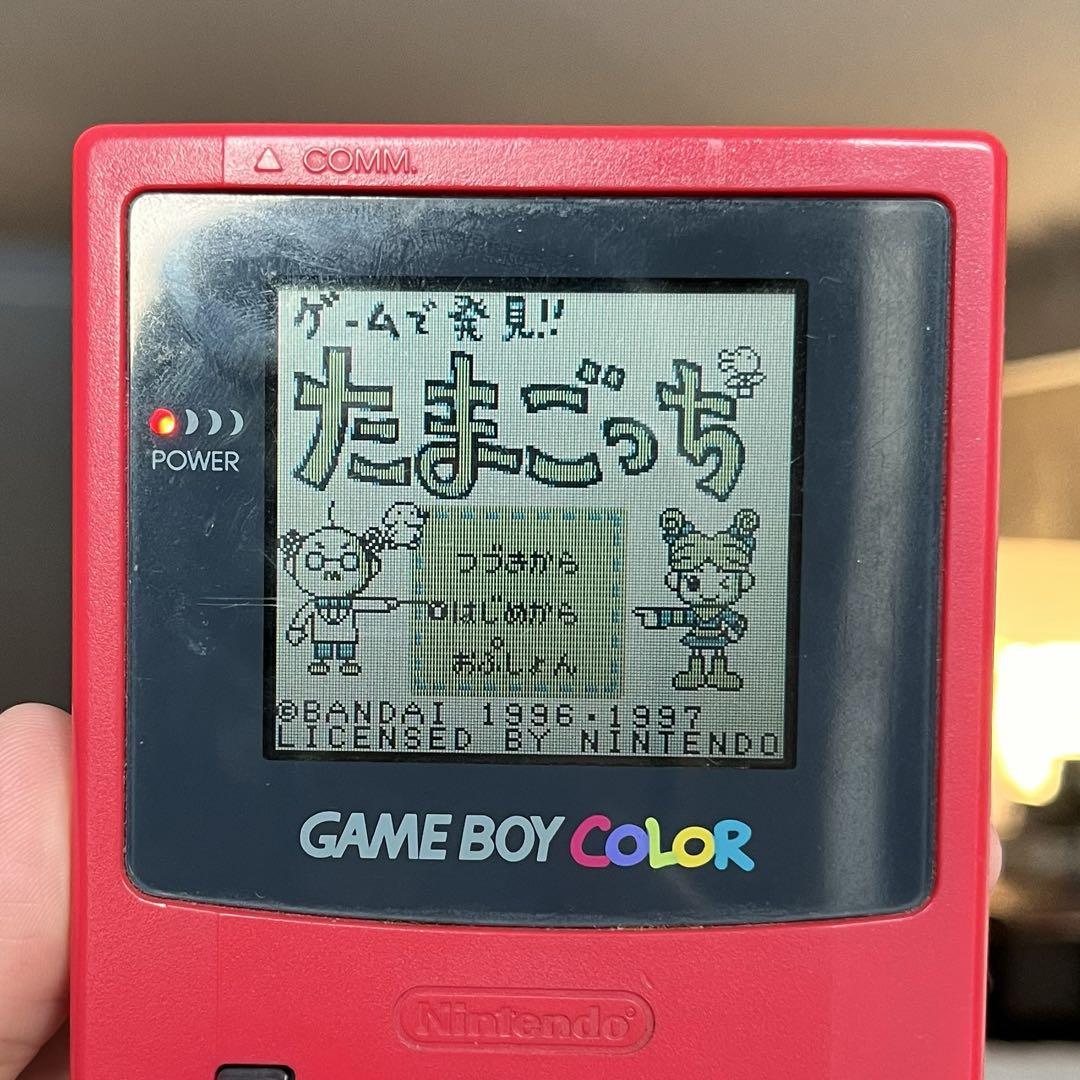 △ COMM.
ゲームで発見!!
たまごっち
POWER
つづきから
はじめから
おぷしょん
©BANDAI 1996・1997
LICENSED BY NINTENDO
GAME BOY COLOR
Nintendo®